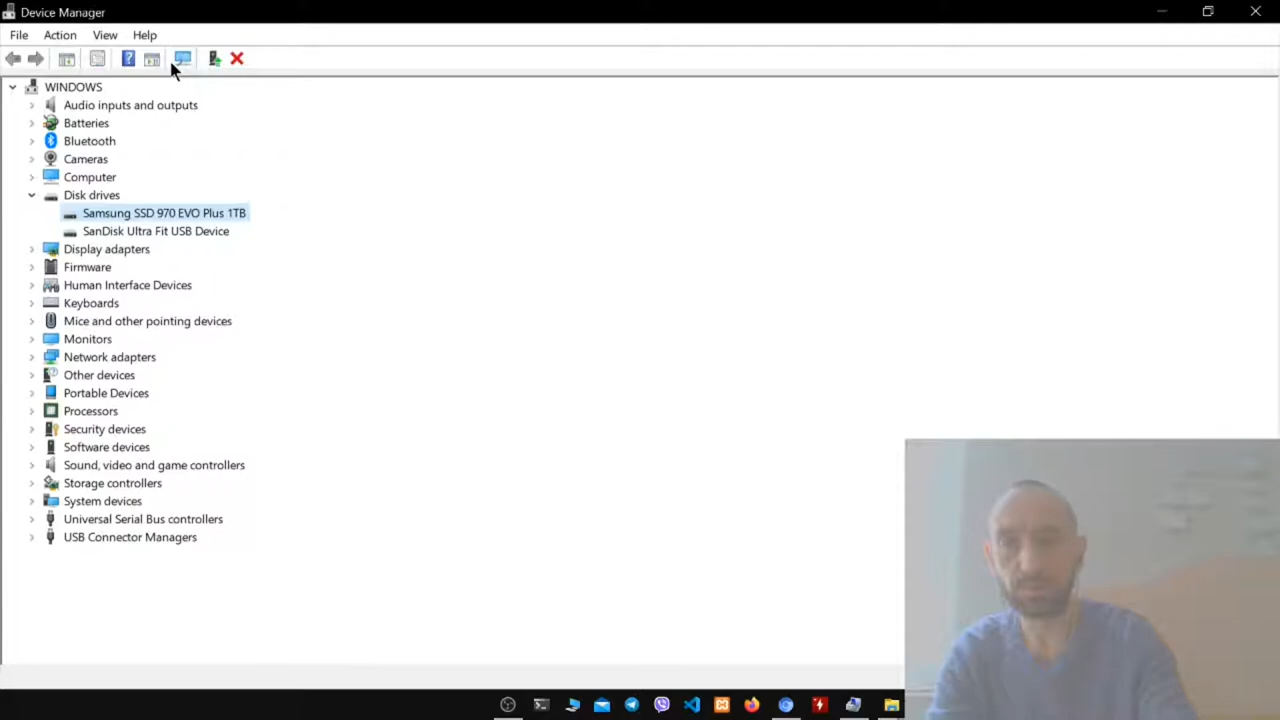 Device Manager
File Action View Help
WINDOWS
Audio inputs and outputs
Batteries
Bluetooth
Cameras
Computer
Disk drives
Samsung SSD 970 EVO Plus 1TB
SanDisk Ultra Fit USB Device
Display adapters
Firmware
Human Interface Devices
Keyboards
Mice and other pointing devices
Monitors
Network adapters
Other devices
Portable Devices
Processors
Security devices
Software devices
Sound, video and game controllers
Storage controllers
System devices
Universal Serial Bus controllers
USB Connector Managers